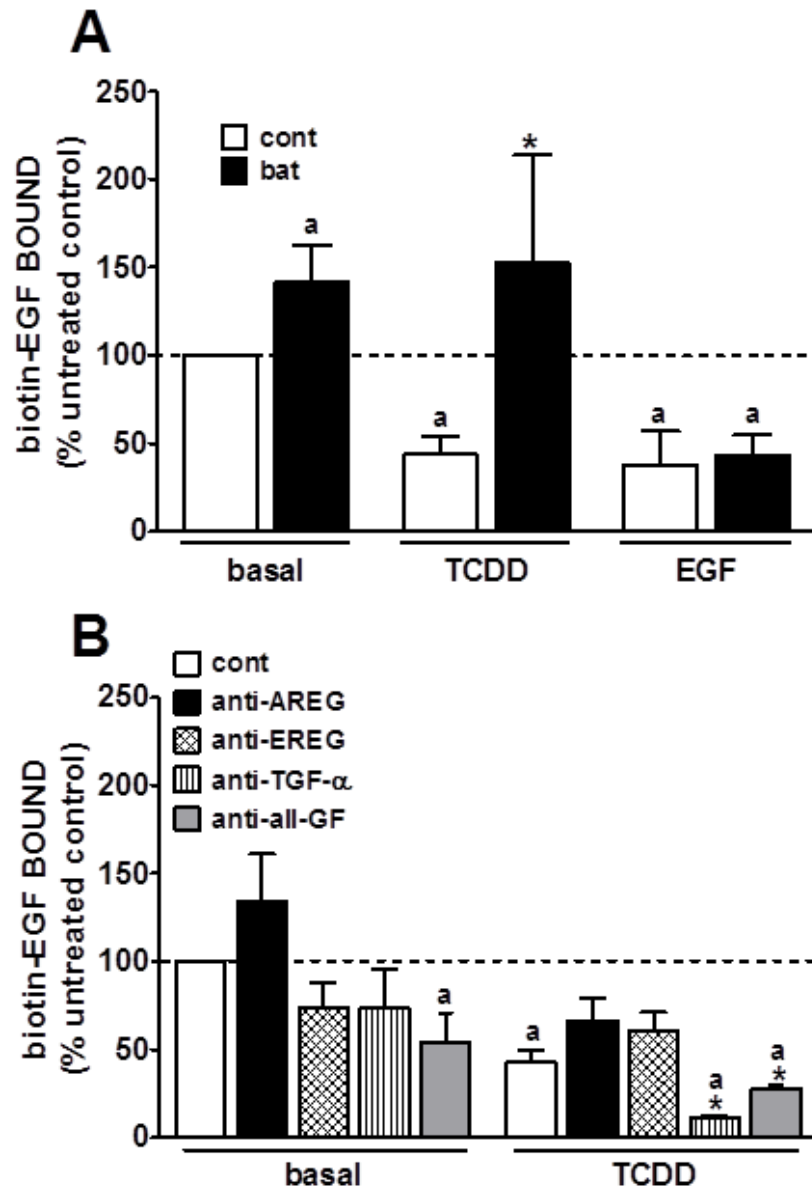 A
biotin-EGF BOUND
(% untreated control)
250
200
150
100
50
0
cont
bat
a
*
a
a
a
basal
TCDD
EGF
B
biotin-EGF BOUND
(% untreated control)
250
200
150
100
50
0
cont
anti-AREG
anti-EREG
anti-TGF-α
anti-all-GF
a
a
a
*
a
*
basal
TCDD